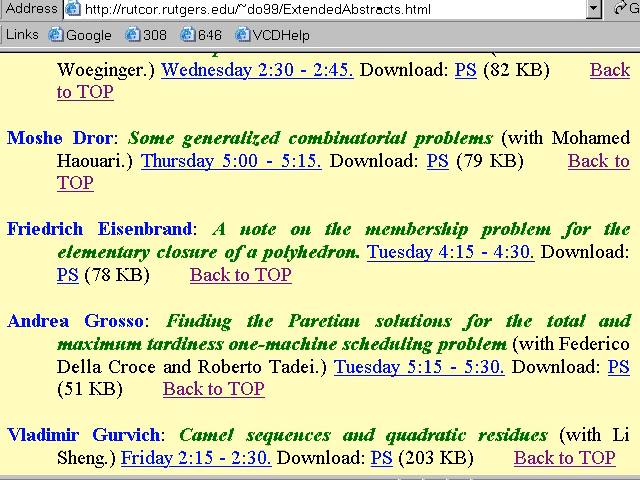 Address http://rutcor.rutgers.edu/~do99/ExtendedAbstracts.html
Links Google 308 646 VCDHelp
Woeginger.) Wednesday 2:30 - 2:45. Download: PS (82 KB) Back
to TOP
Moshe Dror: Some generalized combinatorial problems (with Mohamed
Haouari.) Thursday 5:00 - 5:15. Download: PS (79 KB) Back to
TOP
Friedrich Eisenbrand: A note on the membership problem for the
elementary closure of a polyhedron. Tuesday 4:15 - 4:30. Download:
PS (78 KB) Back to TOP
Andrea Grosso: Finding the Paretian solutions for the total and
maximum tardiness one-machine scheduling problem (with Federico
Della Croce and Roberto Tadei.) Tuesday 5:15 - 5:30. Download: PS
(51 KB) Back to TOP
Vladimir Gurvich: Camel sequences and quadratic residues (with Li
Sheng.) Friday 2:15 - 2:30. Download: PS (203 KB) Back to TOP